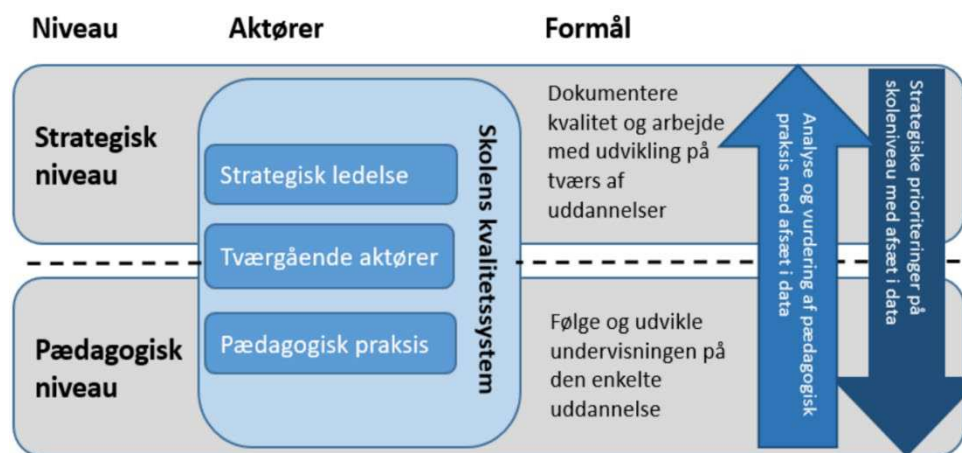 Niveau
Aktører
Formål
Strategisk
niveau
Strategisk ledelse
Tværgående aktører
Pædagogisk praksis
Skolens kvalitetssystem
Dokumentere
kvalitet og arbejde
med udvikling på
tværs af
uddannelser
Pædagogisk
niveau
Følge og udvikle
undervisningen på
den enkelte
uddannelse
Analyse og vurdering af pædagogisk
praksis med afsæt i data
Strategiske prioriteringer på
skoleniveau med afsæt i data